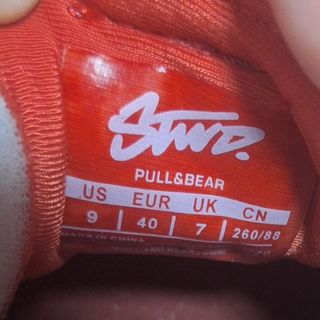 STWD.
PULL&BEAR
US EUR UK CN
9 40 7 260/88
MADE IN CHINA